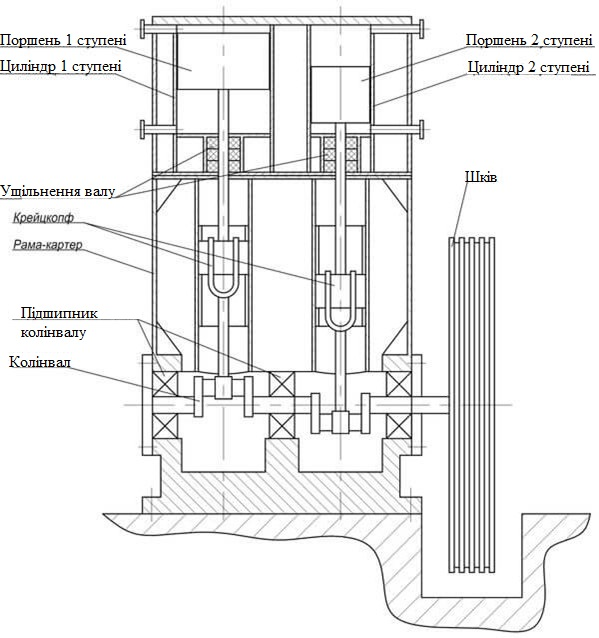 Поршень 1 ступені
Поршень 2 ступені
Циліндр 1 ступені
Циліндр 2 ступені
Ущільнення валу
Шків
Крейцкопф
Рама-картер
Підшипник
колінвалу
Колінвал